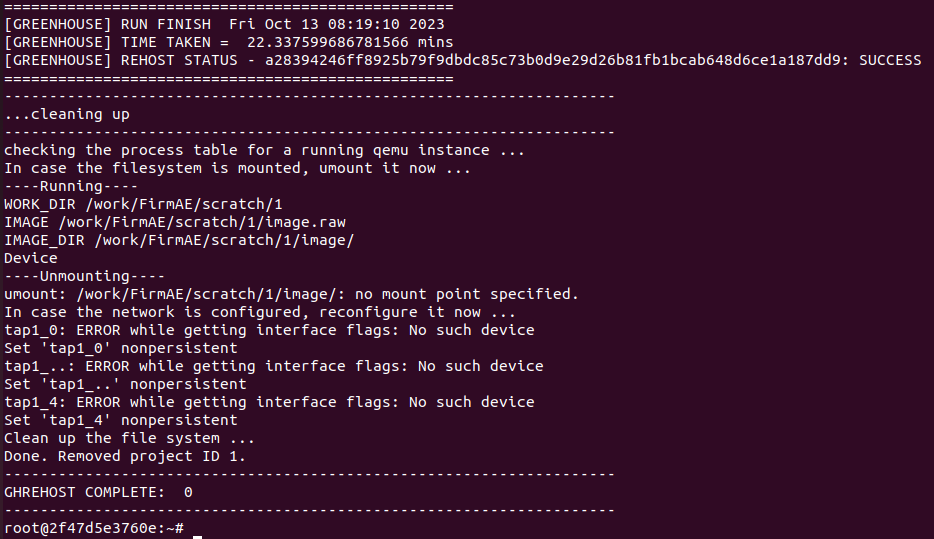 ==================================================
[GREENHOUSE] RUN FINISH  Fri Oct 13 08:19:10 2023
[GREENHOUSE] TIME TAKEN =  22.337599686781566 mins
[GREENHOUSE] REHOST STATUS - a28394246ff8925b79f9dbdc85c73b0d9e29d26b81fb1bcab648d6ce1a187dd9: SUCCESS
==================================================
--------------------------------------------------------------------
...cleaning up
--------------------------------------------------------------------
checking the process table for a running qemu instance ...
In case the filesystem is mounted, umount it now ...
----Running----
WORK_DIR /work/FirmAE/scratch/1
IMAGE /work/FirmAE/scratch/1/image.raw
IMAGE_DIR /work/FirmAE/scratch/1/image/
Device
----Unmounting----
umount: /work/FirmAE/scratch/1/image/: no mount point specified.
In case the network is configured, reconfigure it now ...
tap1_0: ERROR while getting interface flags: No such device
Set 'tap1_0' nonpersistent
tap1_..: ERROR while getting interface flags: No such device
Set 'tap1_..' nonpersistent
tap1_4: ERROR while getting interface flags: No such device
Set 'tap1_4' nonpersistent
Clean up the file system ...
Done. Removed project ID 1.
--------------------------------------------------------------------
GHREHOST COMPLETE:  0
--------------------------------------------------------------------
root@2f47d5e3760e:~#